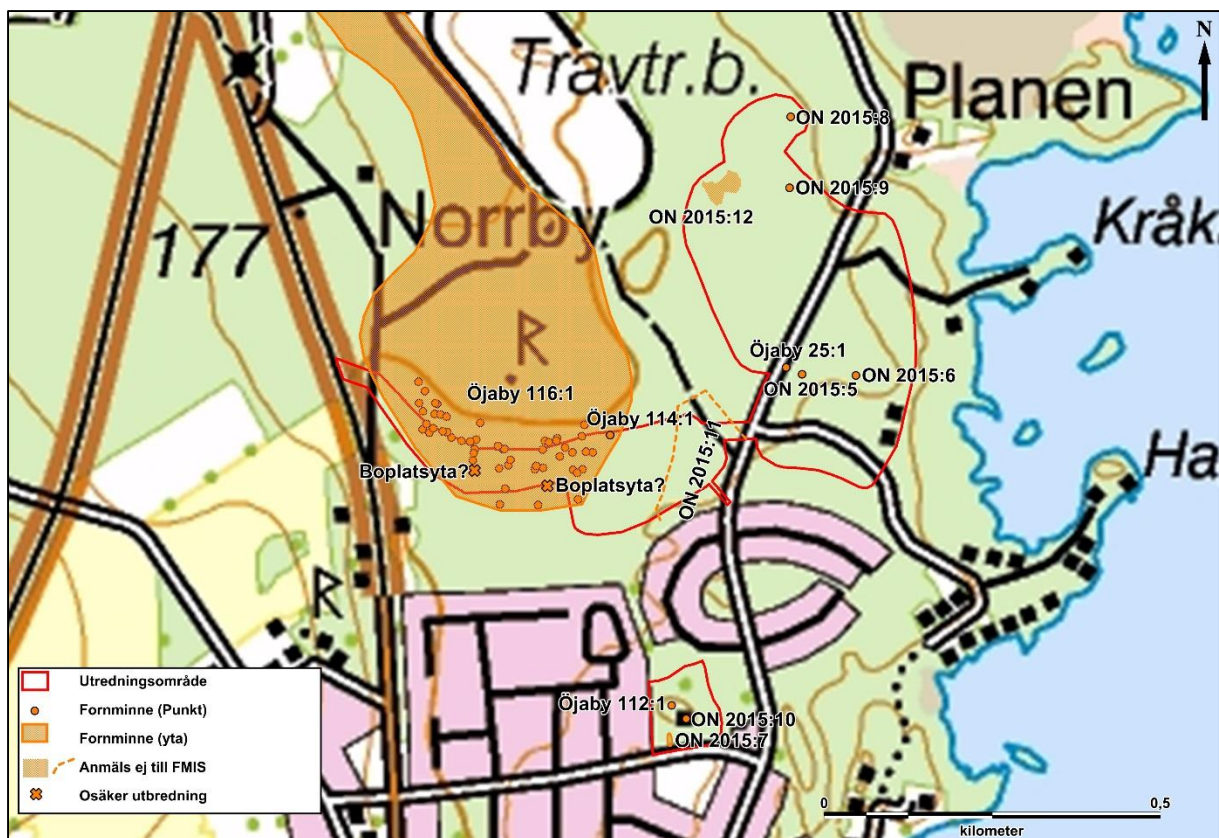 N
Travtr.b.
Planen
ON 2015:8
ON 2015:9
ON 2015:12
Norrby
177
Kråk
R
Öjaby 25:1
ON 2015:5
ON 2015:6
Öjaby 116:1
Öjaby 114:1
ON 2015:11
Boplatsyta?
Boplatsyta?
Ha
R
Öjaby 112:1
ON 2015:10
ON 2015:7
Utredningsområde
Fornminne (Punkt)
Fornminne (yta)
Anmäls ej till FMIS
Osäker utbredning
0
0,5
kilometer